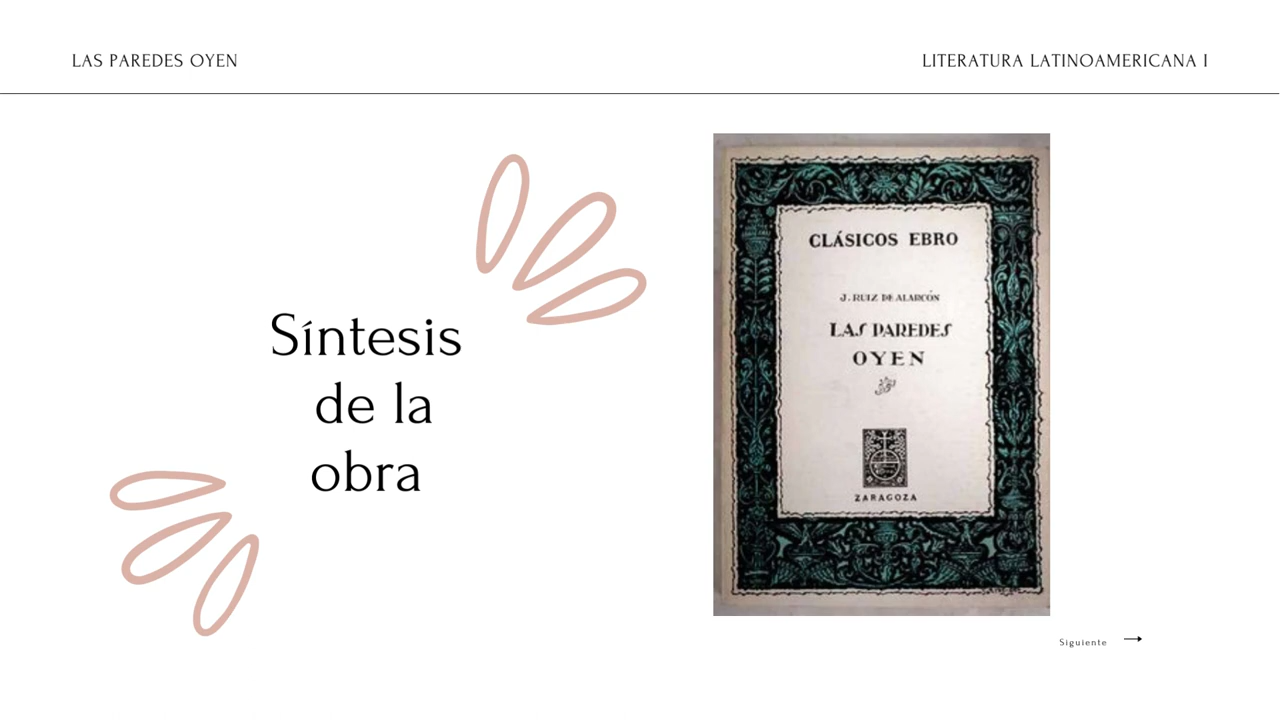 LAS PAREDES OYEN
LITERATURA LATINOAMERICANA I
Síntesis
de la
obra
CLÁSICOS EBRO
J. RUIZ DE ALARCÓN
LAS PAREDES
OYEN
ZARAGOZA
Siguiente